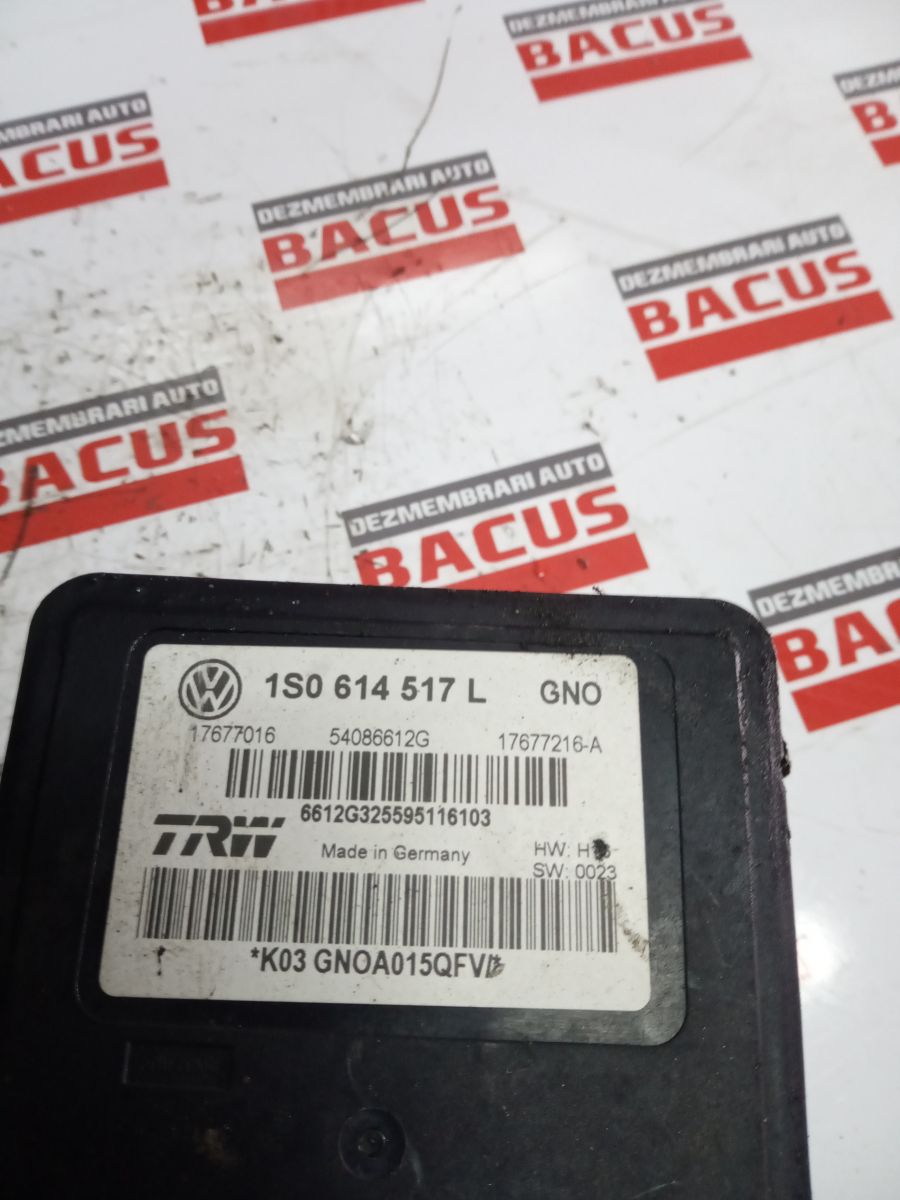 BACUS
DEZMEMBRARI AUTO
BACUS
DEZMEMBRARI AUTO
BACUS
DEZMEMBRARI AUTO
BACUS
DEZMEMBRARI AUTO
BACUS
BACUS
DEZMEMBRARI AUTO
BACUS
DEZMEMBRARI
1S0 614 517 L GNO
17677016 54086612G 17677216-A
6612G325595116103
TRW
Made in Germany
HW:
SW: 0023
*K03 GNOA015QFV